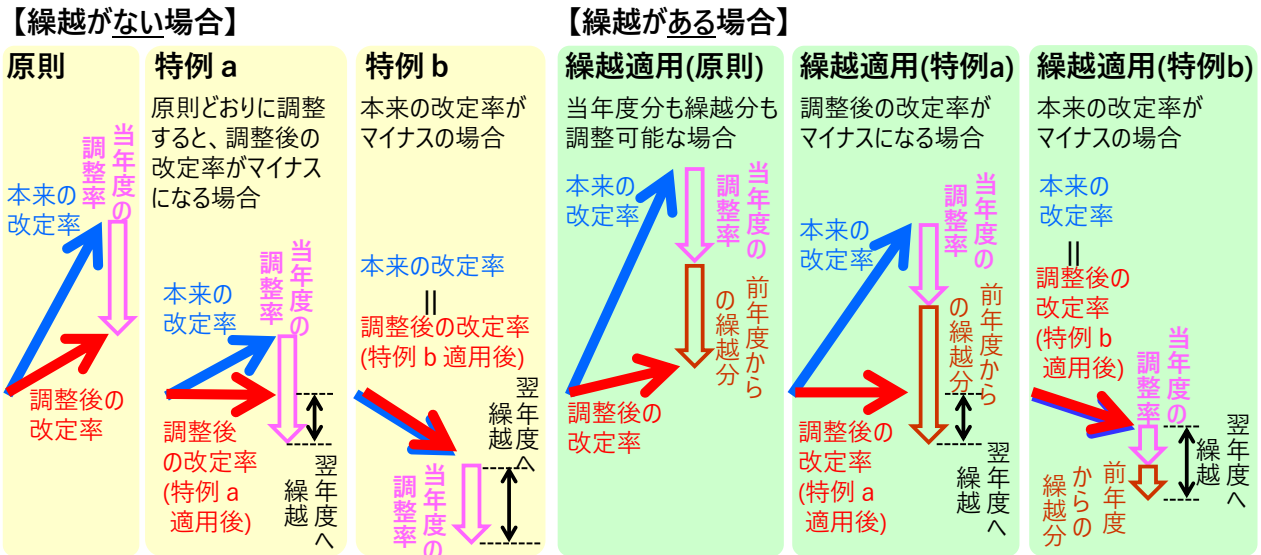 【繰越がない場合】
原則
当年度の
調整率
本来の
改定率
調整後の
改定率
特例 a
原則どおりに調整
すると、調整後の
改定率がマイナス
になる場合
当年度の
調整率
本来の
改定率
調整後
の改定率
(特例 a
適用後)
翌年度へ
繰越
特例 b
本来の改定率が
マイナスの場合
本来の改定率
||
調整後の改定率
(特例 b 適用後)
翌年度へ
繰越
当年度の
調整率
【繰越がある場合】
繰越適用(原則)
当年度分も繰越分も
調整可能な場合
本来の
改定率
当年度の
調整率
前年度から
の繰越分
調整後の
改定率
繰越適用(特例a)
調整後の改定率が
マイナスになる場合
当年度の
調整率
本来の
改定率
前年度から
の繰越分
調整後の
改定率
(特例 a
適用後)
翌年度へ
繰越
繰越適用(特例b)
本来の改定率が
マイナスの場合
本来の
改定率
||
調整後の
改定率
(特例 b
適用後)
当年度の
調整率
翌年度へ
繰越
前年度
からの
繰越分